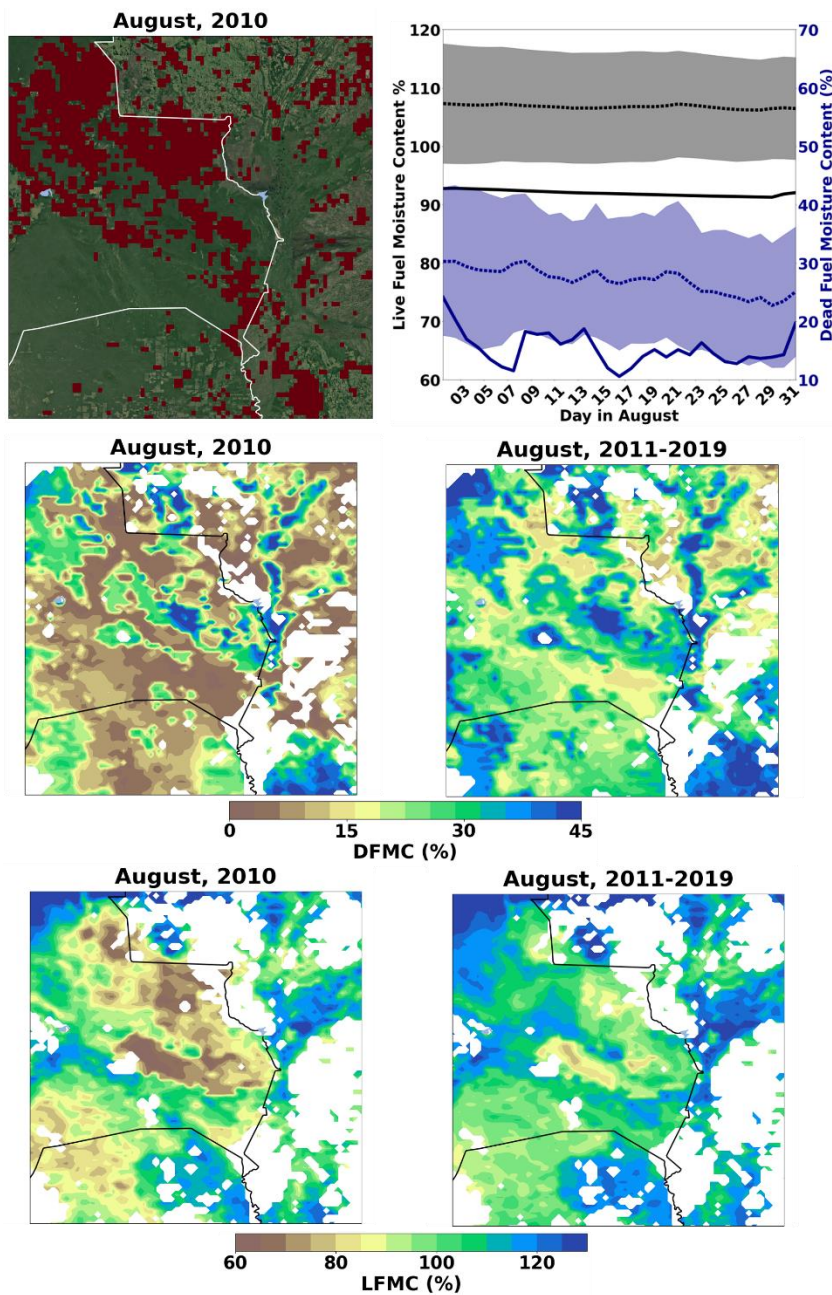 August, 2010
120
110
100
90
80
70
60
Live Fuel Moisture Content %
70
60
50
40
30
20
10
Dead Fuel Moisture Content (%)
03 05 07 09 11 13 15 17 19 21 23 25 27 29 31
Day in August
August, 2010
August, 2011-2019
0 15 30 45
DFMC (%)
August, 2010
August, 2011-2019
60 80 100 120
LFMC (%)